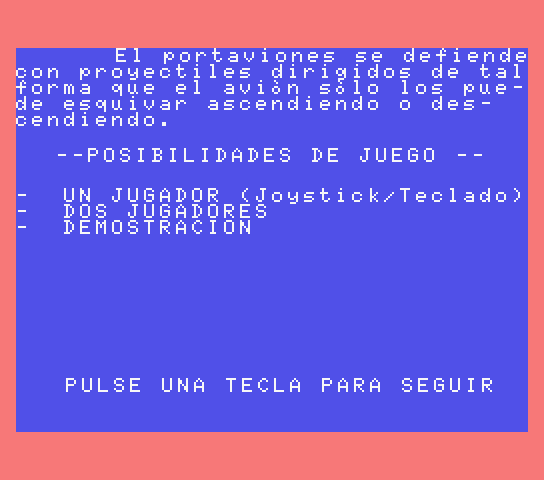 El portaviones se defiende
con proyectiles dirigidos de tal
forma que el aviòn sòlo los pue-
de esquivar ascendiendo o des-
cendiendo.
--POSIBILIDADES DE JUEGO --
- UN JUGADOR (Joystick/Teclado)
- DOS JUGADORES
- DEMOSTRACION
PULSE UNA TECLA PARA SEGUIR